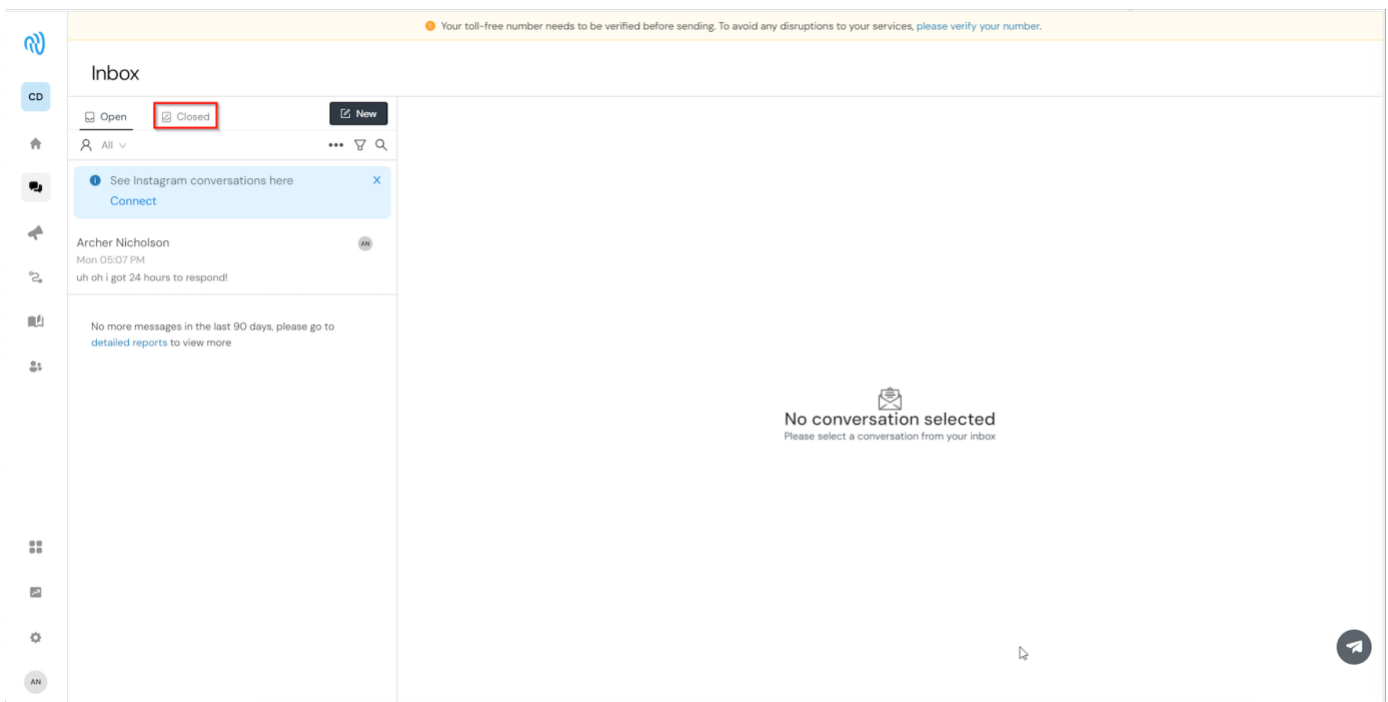 Your toll-free number needs to be verified before sending. To avoid any disruptions to your services, please verify your number.
Inbox
CD
Open
Closed
New
All
See Instagram conversations here
Connect
Archer Nicholson
AN
Mon 05:07 PM
uh oh i got 24 hours to respond!
No more messages in the last 90 days, please go to
detailed reports to view more
No conversation selected
Please select a conversation from your inbox
AN